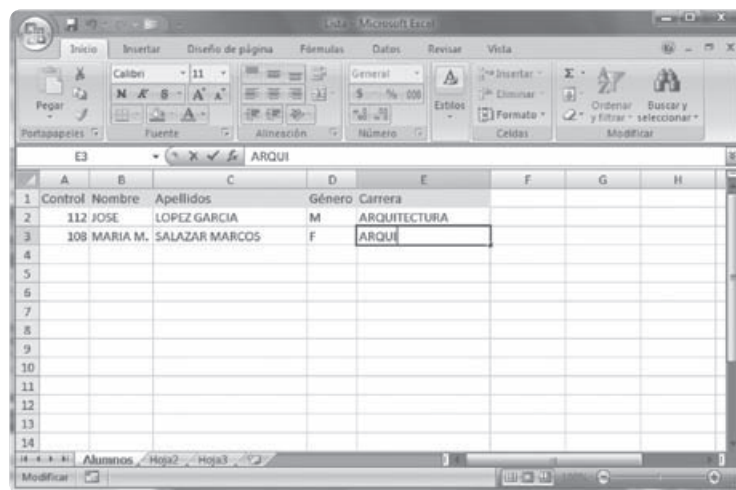 Lista - Microsoft Excel
Inicio Insertar Diseño de página Fórmulas Datos Revisar Vista
Pegar
Portapapeles
Calibri 11
N K S A A
A
Fuente
Alineación
General
$ % 000
Número
A
Estilos
Insertar
Eliminar
Formato
Celdas
Σ
Ordenar y filtrar
Buscar y seleccionar
Modificar
E3 fx ARQUI
A B C D E F G H
1 Control Nombre Apellidos Género Carrera
2 112 JOSE LOPEZ GARCIA M ARQUITECTURA
3 108 MARIA M. SALAZAR MARCOS F ARQUI
4
5
6
7
8
9
10
11
12
13
14
Alumnos Hoja2 Hoja3
Modificar 100%